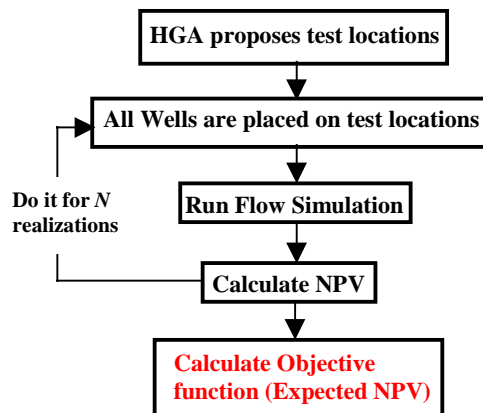 HGA proposes test locations
All Wells are placed on test locations
Do it for N
realizations
Run Flow Simulation
Calculate NPV
Calculate Objective
function (Expected NPV)